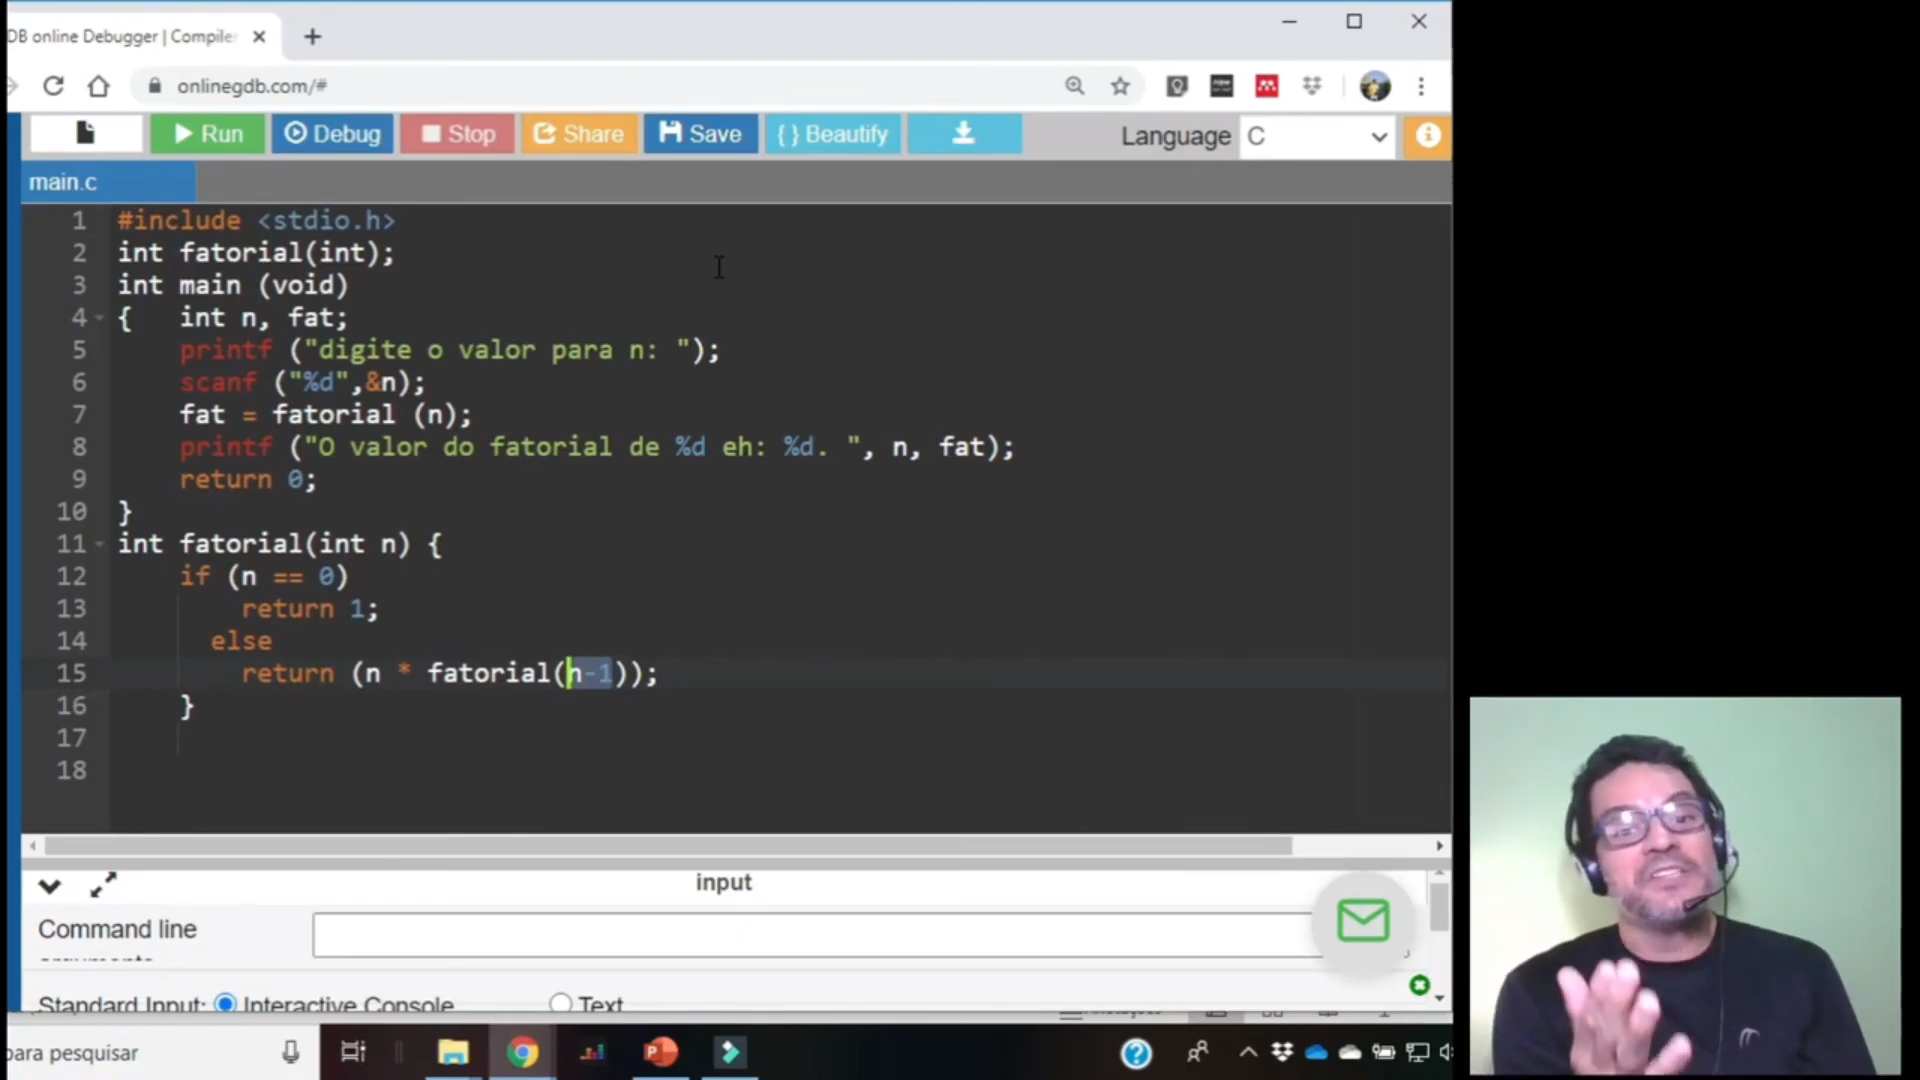 DB online Debugger | Compiler
onlinegdb.com/#
Run
Debug
Stop
Share
Save
{ } Beautify
Language
C
main.c
1 #include <stdio.h>
2 int fatorial(int);
3 int main (void)
4 { int n, fat;
5 printf ("digite o valor para n: ");
6 scanf ("%d",&n);
7 fat = fatorial (n);
8 printf ("O valor do fatorial de %d eh: %d. ", n, fat);
9 return 0;
10 }
11 int fatorial(int n) {
12 if (n == 0)
13 return 1;
14 else
15 return (n * fatorial(n-1));
16 }
17
18
input
Command line
Standard Input: Interactive Console Text
para pesquisar